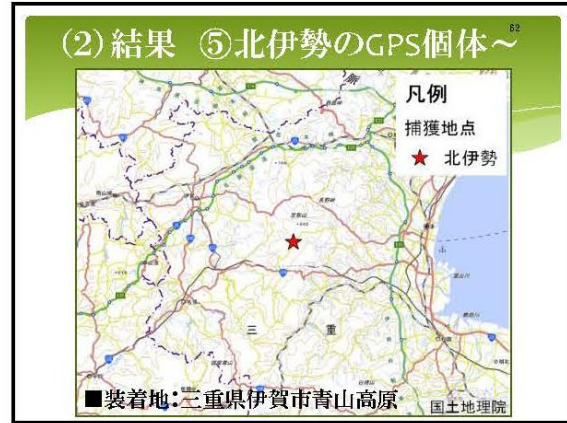 62
(2)結果 ⑤北伊勢のGPS個体~
凡例
捕獲地点
★ 北伊勢
三 重
■装着地:三重県伊賀市青山高原
国土地理院